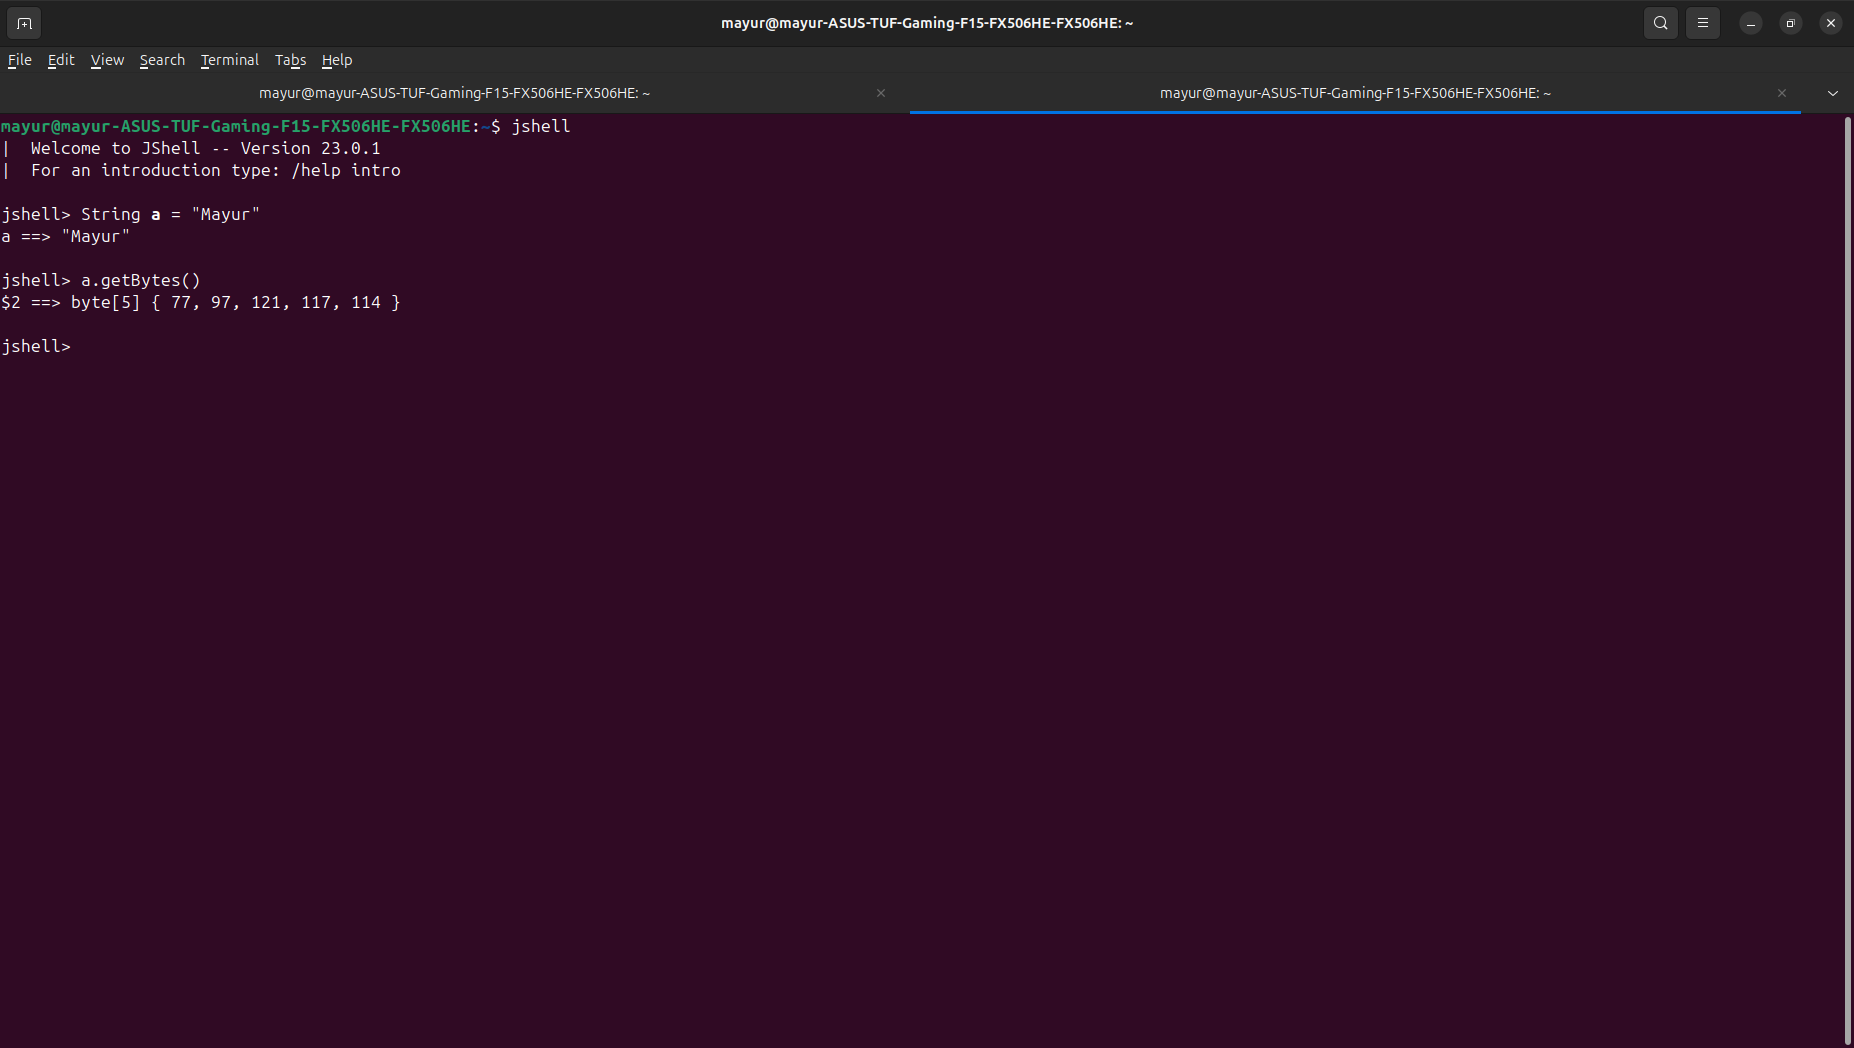 mayur@mayur-ASUS-TUF-Gaming-F15-FX506HE-FX506HE: ~
File Edit View Search Terminal Tabs Help
mayur@mayur-ASUS-TUF-Gaming-F15-FX506HE-FX506HE: ~ mayur@mayur-ASUS-TUF-Gaming-F15-FX506HE-FX506HE: ~
mayur@mayur-ASUS-TUF-Gaming-F15-FX506HE-FX506HE:~$ jshell
|  Welcome to JShell -- Version 23.0.1
|  For an introduction type: /help intro
jshell> String a = "Mayur"
a ==> "Mayur"
jshell> a.getBytes()
$2 ==> byte[5] { 77, 97, 121, 117, 114 }
jshell>